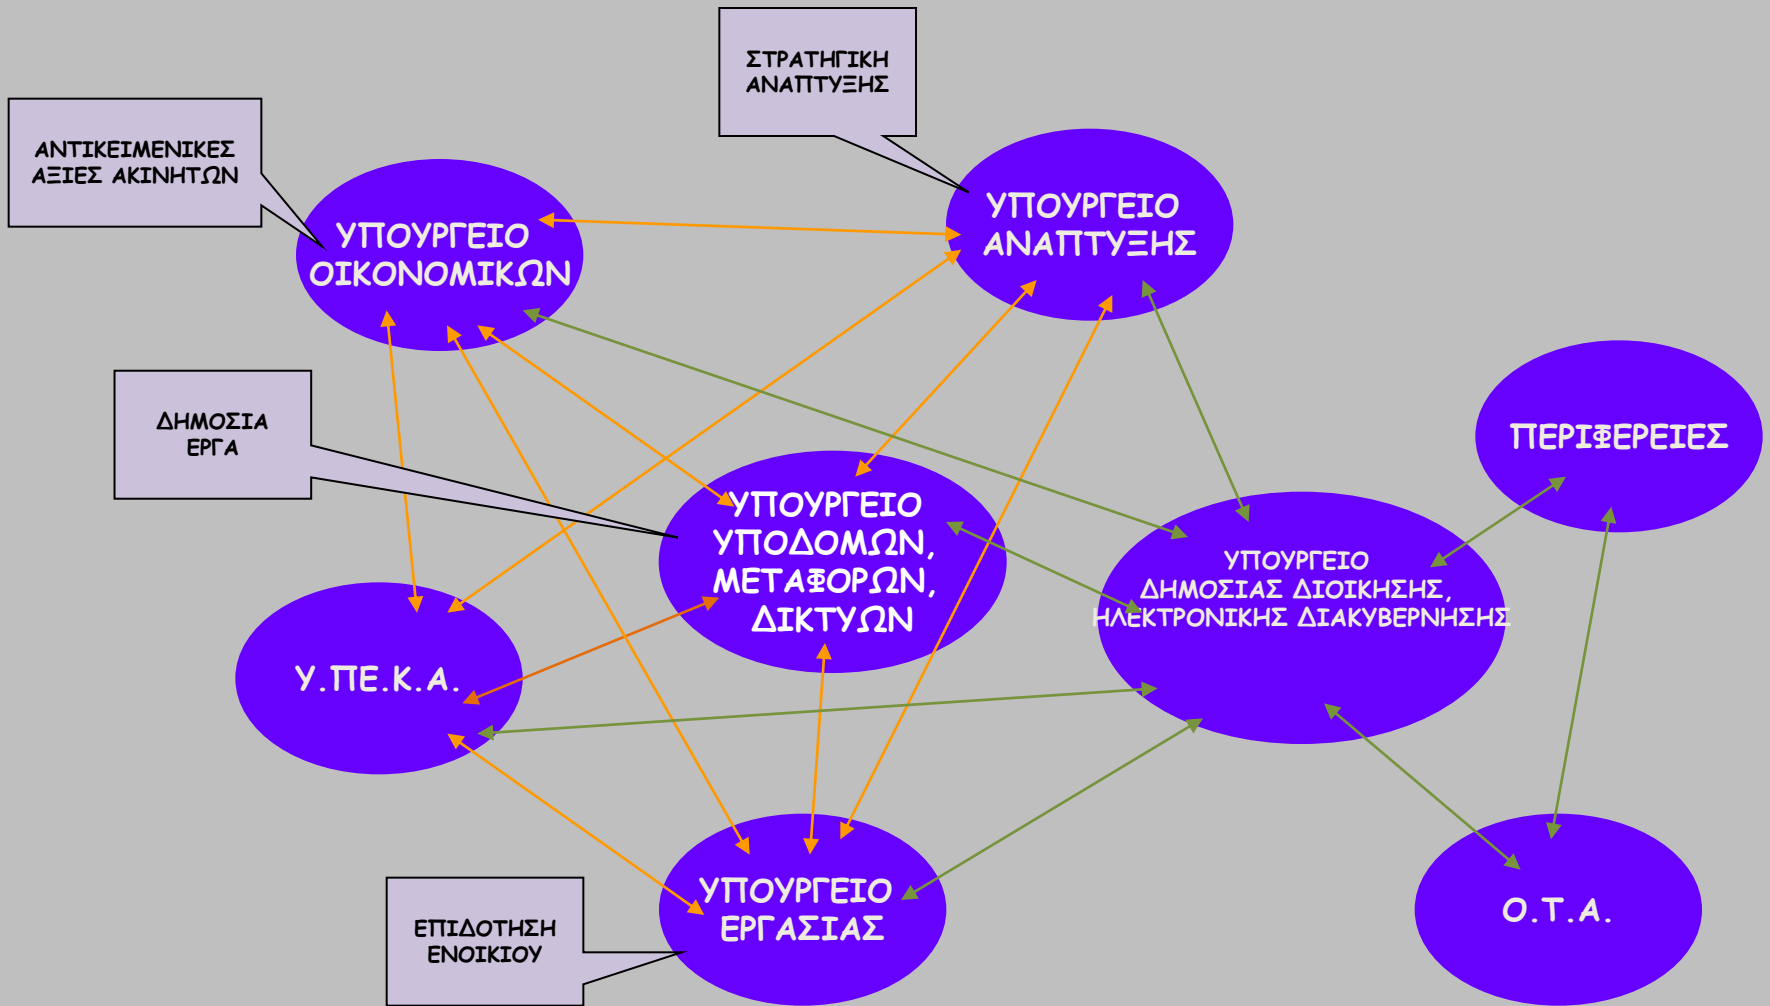 ΣΤΡΑΤΗΓΙΚΗ
ΑΝΑΠΤΥΞΗΣ
ΑΝΤΙΚΕΙΜΕΝΙΚΕΣ
ΑΞΙΕΣ ΑΚΙΝΗΤΩΝ
ΥΠΟΥΡΓΕΙΟ
ΟΙΚΟΝΟΜΙΚΩΝ
ΥΠΟΥΡΓΕΙΟ
ΑΝΑΠΤΥΞΗΣ
ΔΗΜΟΣΙΑ
ΕΡΓΑ
ΠΕΡΙΦΕΡΕΙΕΣ
ΥΠΟΥΡΓΕΙΟ
ΥΠΟΔΟΜΩΝ,
ΜΕΤΑΦΟΡΩΝ,
ΔΙΚΤΥΩΝ
ΥΠΟΥΡΓΕΙΟ
ΔΗΜΟΣΙΑΣ ΔΙΟΙΚΗΣΗΣ,
ΗΛΕΚΤΡΟΝΙΚΗΣ ΔΙΑΚΥΒΕΡΝΗΣΗΣ
Υ.ΠΕ.Κ.Α.
ΥΠΟΥΡΓΕΙΟ
ΕΡΓΑΣΙΑΣ
Ο.Τ.Α.
ΕΠΙΔΟΤΗΣΗ
ΕΝΟΙΚΙΟΥ